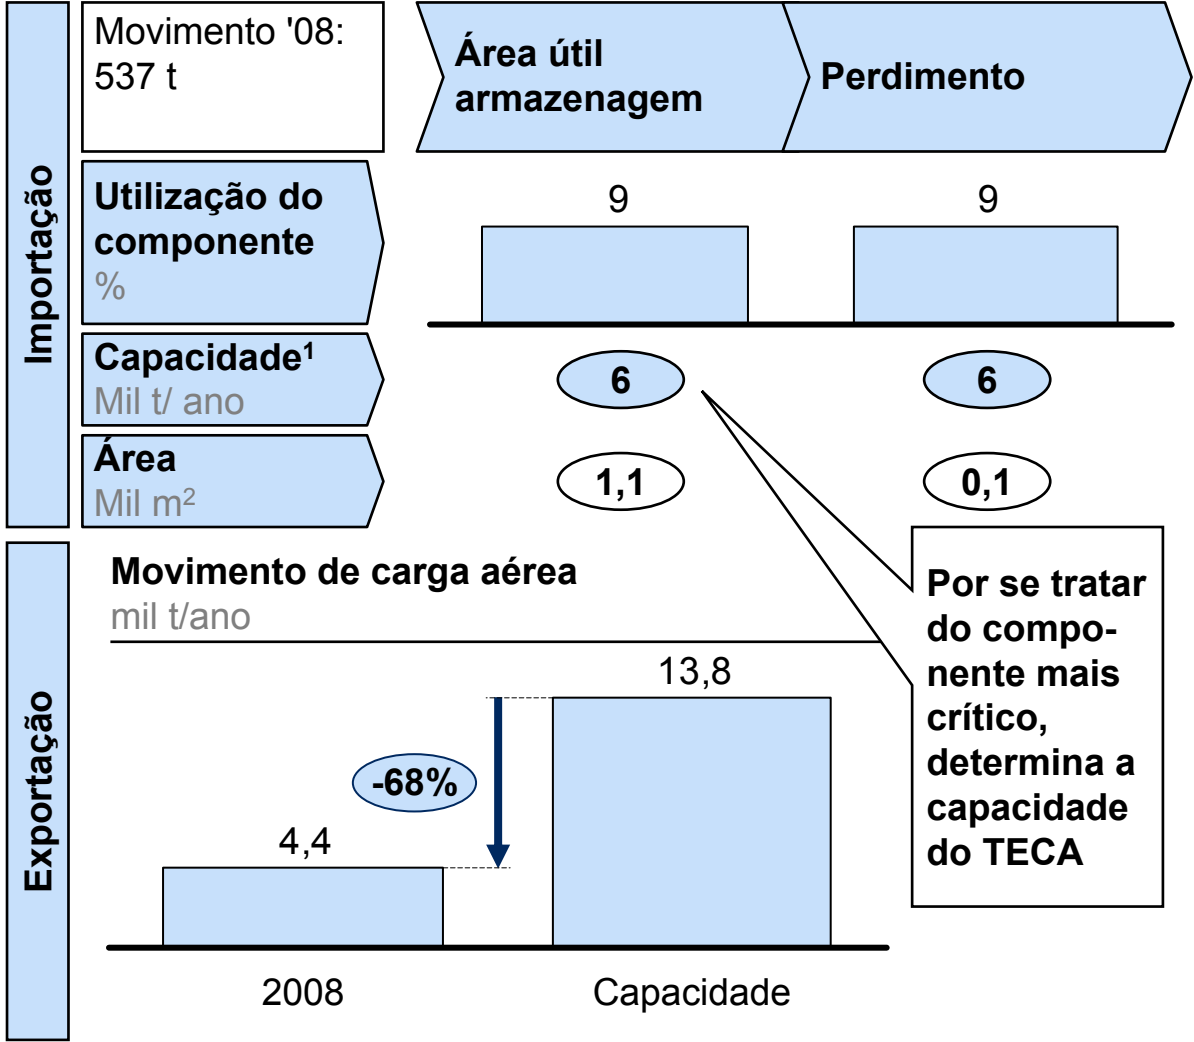 Importação
Movimento '08:
537 t
Área útil
armazenagem
Perdimento
Utilização do
componente
%
9
9
Capacidade¹
Mil t/ ano
6
6
Área
Mil m²
1,1
0,1
Exportação
Movimento de carga aérea
mil t/ano
13,8
-68%
4,4
2008
Capacidade
Por se tratar
do compo-
nente mais
crítico,
determina a
capacidade
do TECA